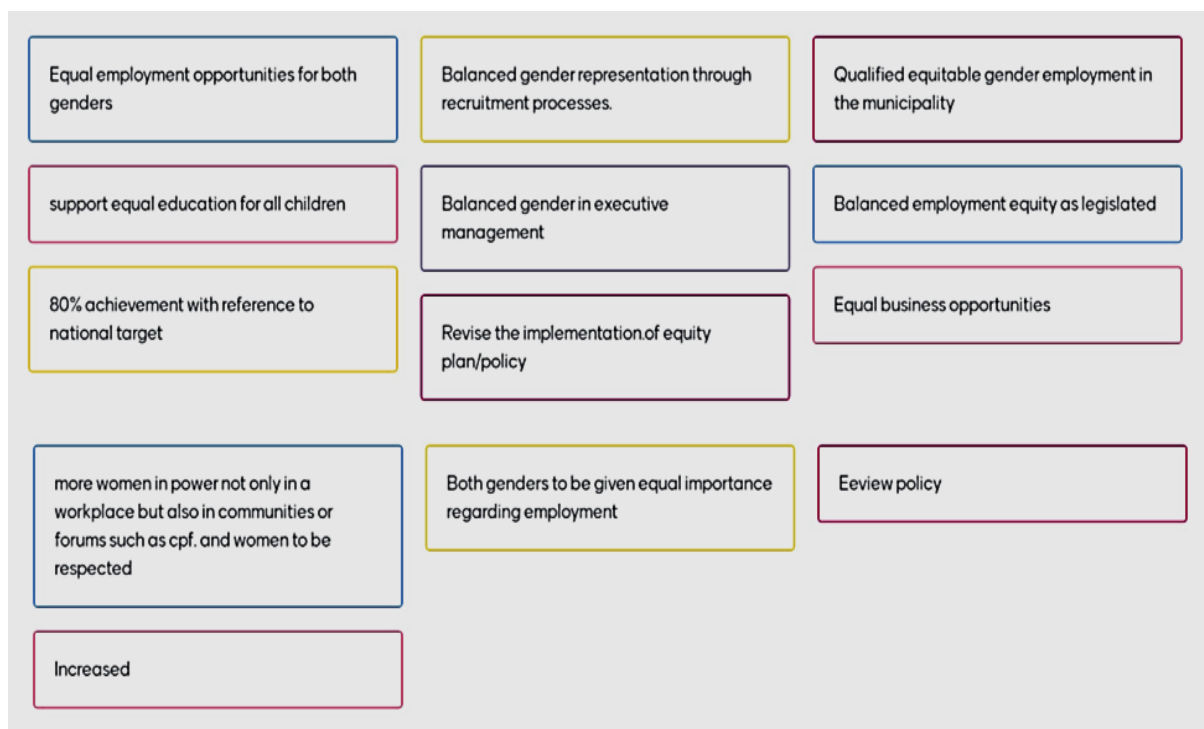 Equal employment opportunities for both
genders
Balanced gender representation through
recruitment processes.
Qualified equitable gender employment in
the municipality
support equal education for all children
Balanced gender in executive
management
Balanced employment equity as legislated
80% achievement with reference to
national target
Revise the implementation.of equity
plan/policy
Equal business opportunities
more women in power not only in a
workplace but also in communities or
forums such as cpf. and women to be
respected
Both genders to be given equal importance
regarding employment
Eeview policy
Increased